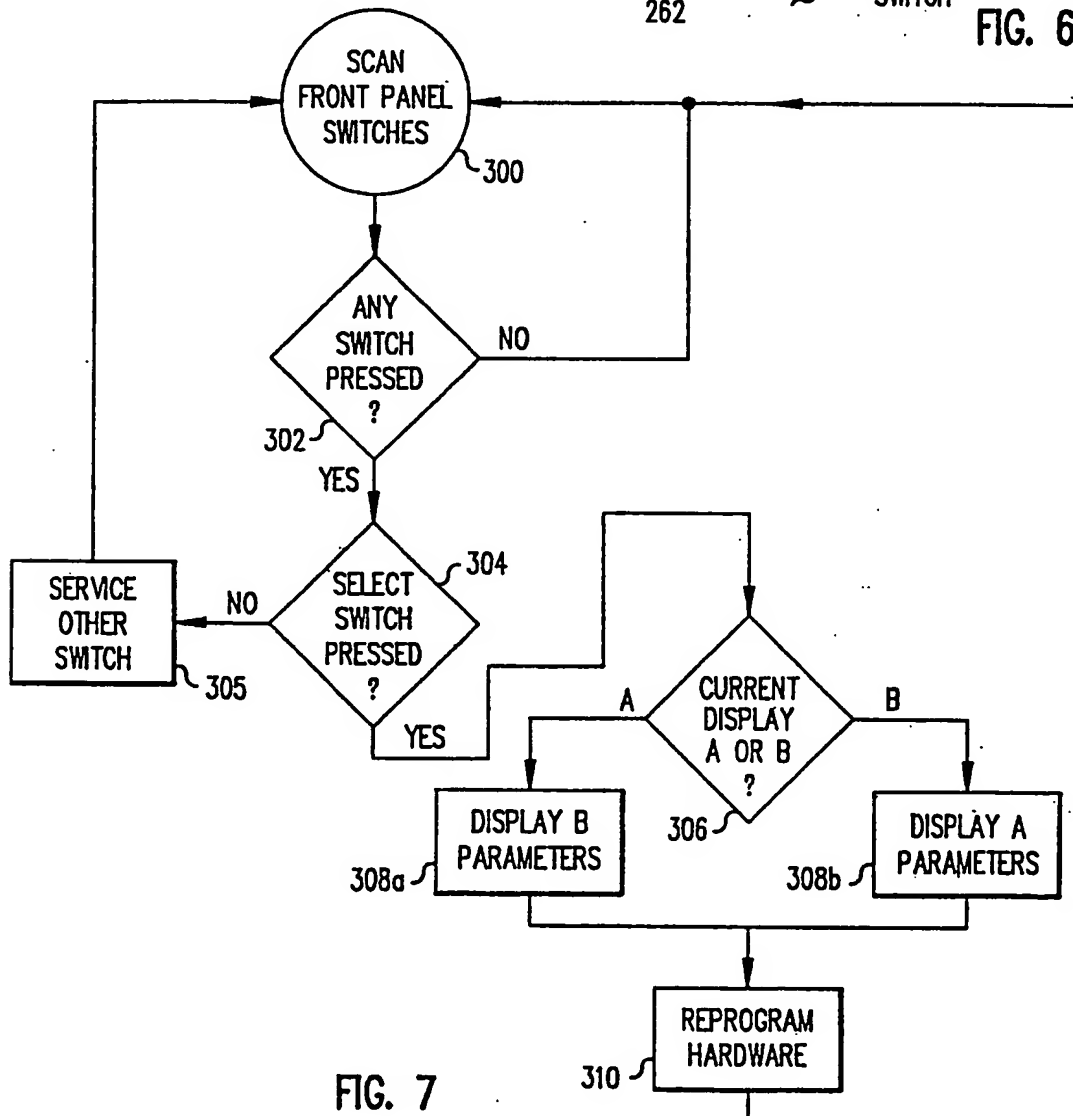 262
SWITCH
FIG. 6
SCAN
FRONT PANEL
SWITCHES
300
ANY
SWITCH
PRESSED
?
NO
302
YES
SELECT
SWITCH
PRESSED
?
304
NO
SERVICE
OTHER
SWITCH
305
YES
CURRENT
DISPLAY
A OR B
?
A
B
306
DISPLAY B
PARAMETERS
308a
DISPLAY A
PARAMETERS
308b
REPROGRAM
HARDWARE
310
FIG. 7